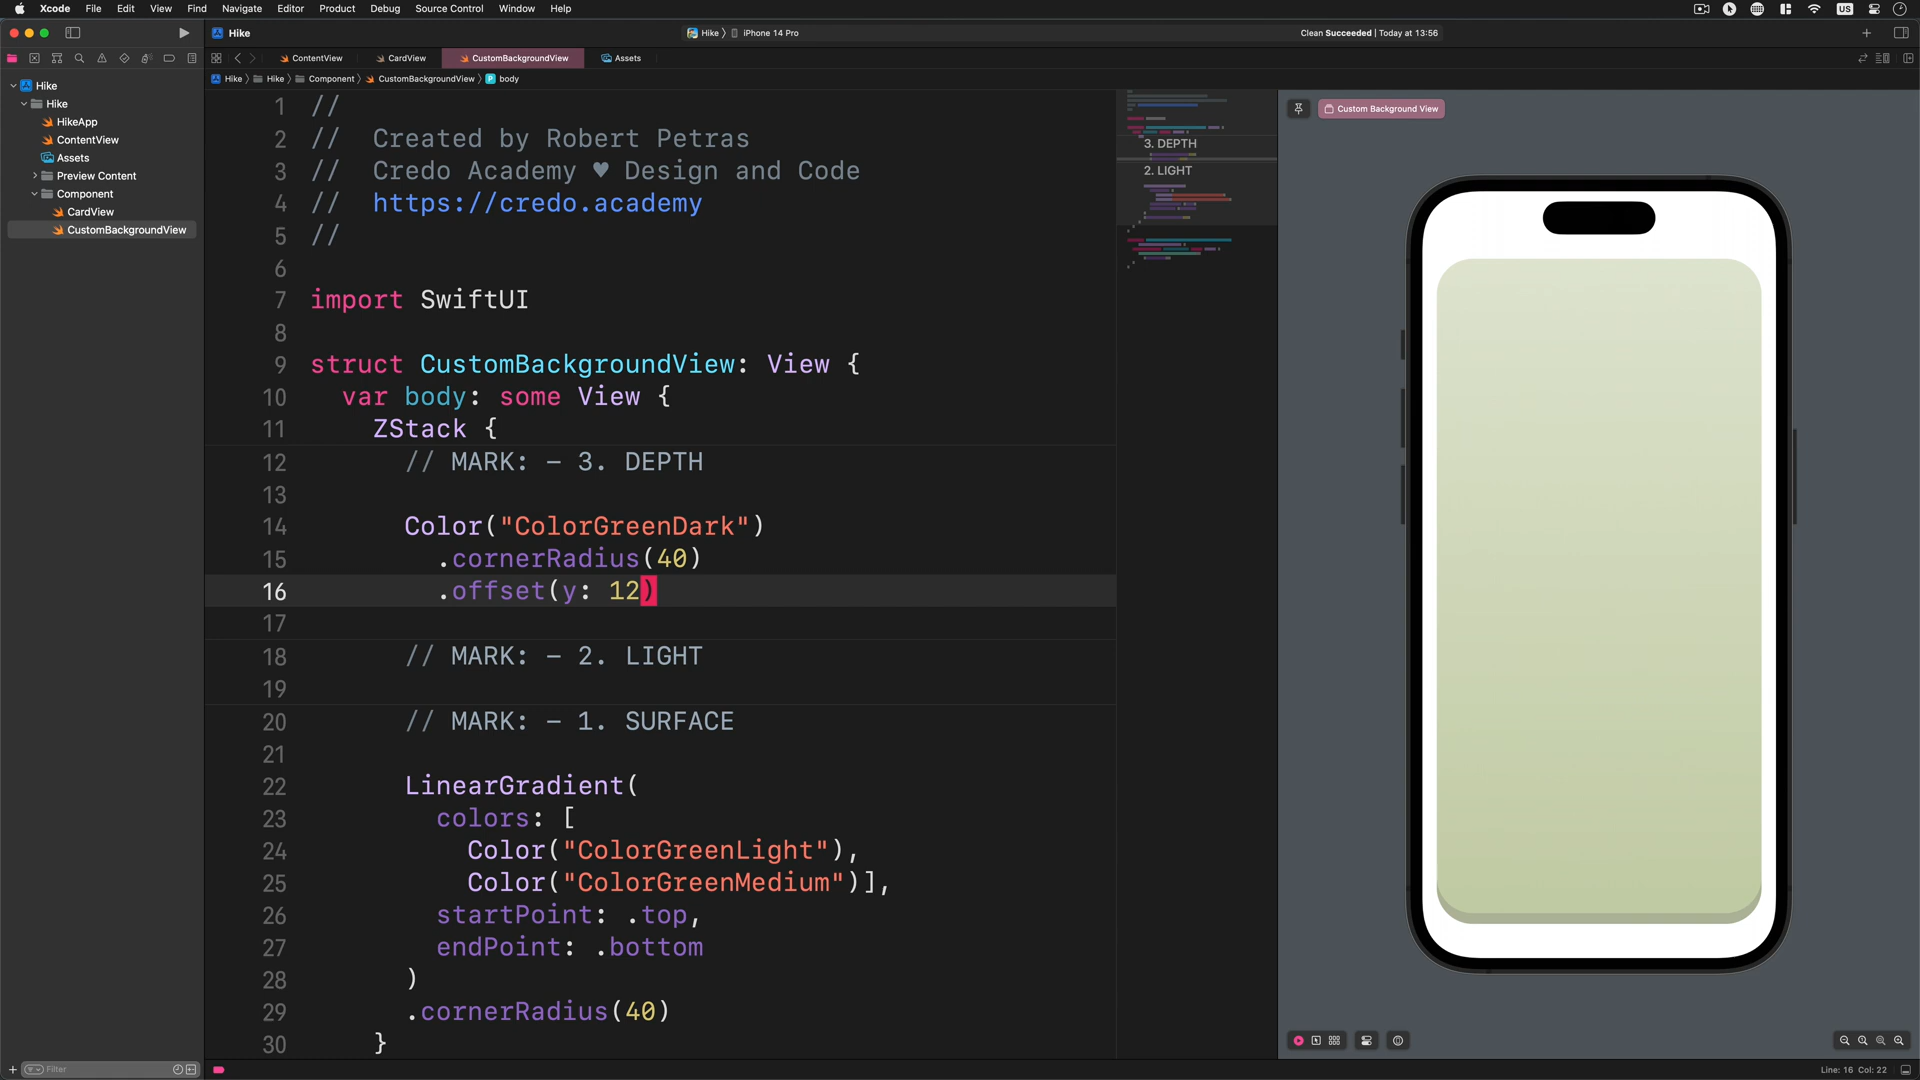 Xcode File Edit View Find Navigate Editor Product Debug Source Control Window Help US
Hike
Hike
iPhone 14 Pro
Clean Succeeded | Today at 13:56
ContentView
CardView
CustomBackgroundView
Assets
Hike
Hike
Component
CustomBackgroundView
body
Hike
Hike
HikeApp
ContentView
Assets
Preview Content
Component
CardView
CustomBackgroundView
1 //
2 // Created by Robert Petras
3 // Credo Academy ♥ Design and Code
4 // https://credo.academy
5 //
6
7 import SwiftUI
8
9 struct CustomBackgroundView: View {
10 var body: some View {
11 ZStack {
12 // MARK: - 3. DEPTH
13
14 Color("ColorGreenDark")
15 .cornerRadius(40)
16 .offset(y: 12)
17
18 // MARK: - 2. LIGHT
19
20 // MARK: - 1. SURFACE
21
22 LinearGradient(
23 colors: [
24 Color("ColorGreenLight"),
25 Color("ColorGreenMedium")],
26 startPoint: .top,
27 endPoint: .bottom
28 )
29 .cornerRadius(40)
30 }
3. DEPTH
2. LIGHT
Custom Background View
Filter
Line: 16 Col: 22